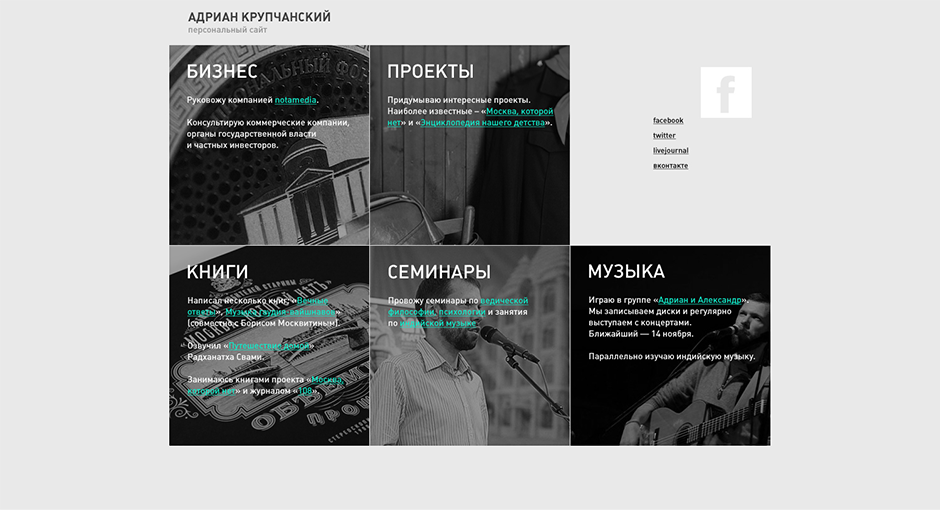 АДРИАН КРУПЧАНСКИЙ
персональный сайт
БИЗНЕС
Руковожу компанией notamedia.
Консультирую коммерческие компании,
органы государственной власти
и частных инвесторов.
ПРОЕКТЫ
Придумываю интересные проекты.
Наиболее известные – «Москва, которой
нет» и «Энциклопедия нашего детства».
f
facebook
twitter
livejournal
вконтакте
КНИГИ
Написал несколько книг: «Вечные
ответы», Музыка гаудия-вайшнавов»
(совместно с Борисом Москвитиным).
Озвучил «Путешествие домой»
Радханатха Свами.
Занимаюсь книгами проекта «Москва,
которой нет» и журналом «108».
СЕМИНАРЫ
Провожу семинары по ведической
философии, психологии и занятия
по индийской музыке
МУЗЫКА
Играю в группе «Адриан и Александр».
Мы записываем диски и регулярно
выступаем с концертами.
Ближайший — 14 ноября.
Параллельно изучаю индийскую музыку.